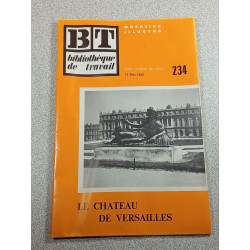 MAGAZINE
ILLUSTRÉ
BT
bibliothèque
de travail
234
LE CHATEAU
DE VERSAILLES